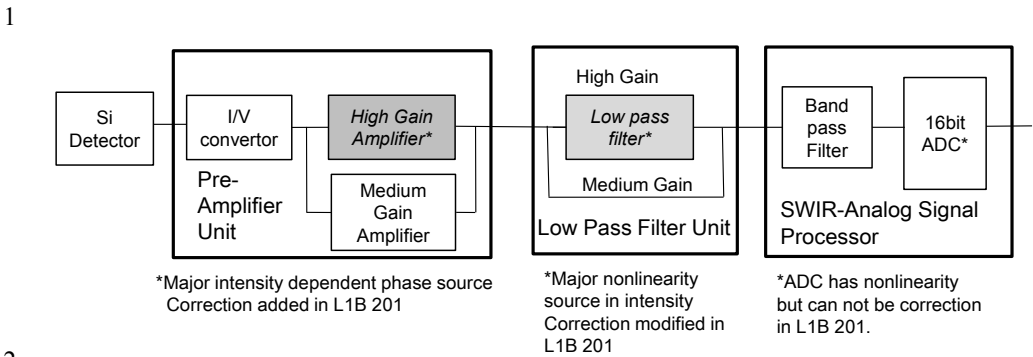 1
Si
Detector
I/V
convertor
High Gain
Amplifier*
Medium
Gain
Amplifier
Pre-
Amplifier
Unit
*Major intensity dependent phase source
Correction added in L1B 201
High Gain
Low pass
filter*
Medium Gain
Low Pass Filter Unit
*Major nonlinearity
source in intensity
Correction modified in
L1B 201
Band
pass
Filter
16bit
ADC*
SWIR-Analog Signal
Processor
*ADC has nonlinearity
but can not be correction
in L1B 201.